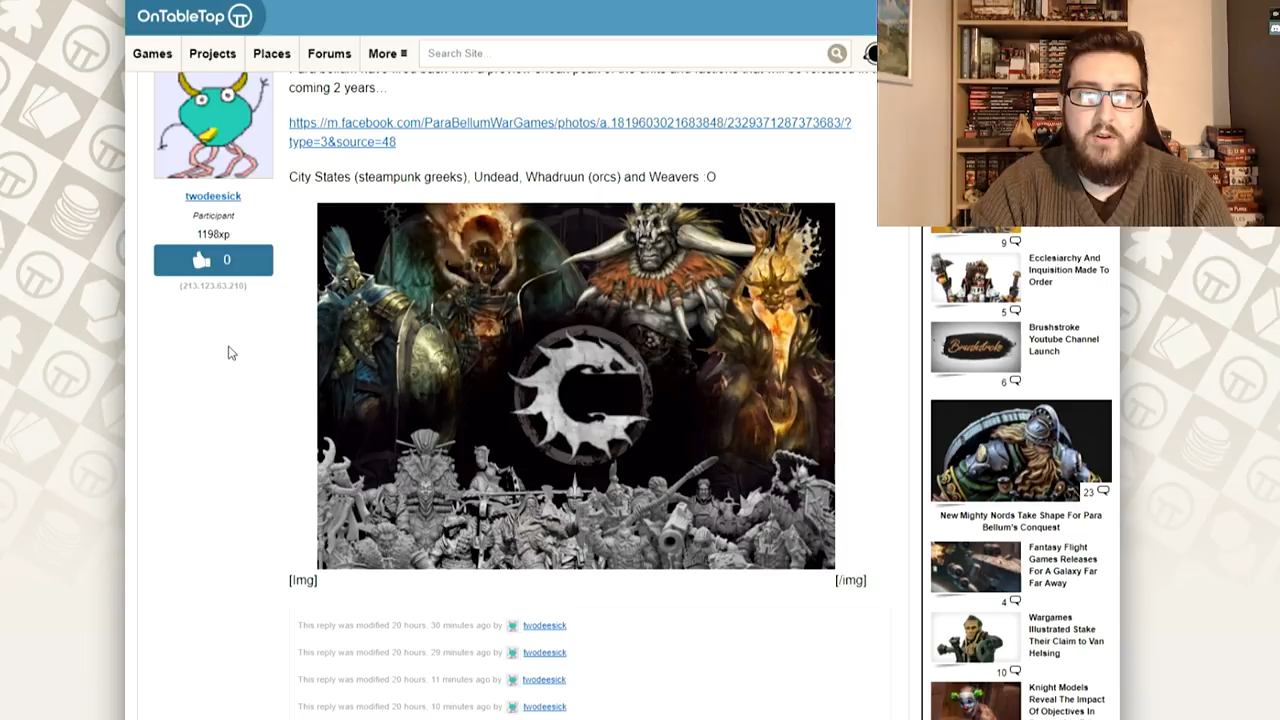 OnTableTop
Games Projects Places Forums More
Search Site...
coming 2 years...
https://m.facebook.com/ParaBellumWarGames/photos/a.1819603021683849/2329371287373683/?
type=3&source=48
City States (steampunk greeks), Undead, Whadruun (orcs) and Weavers :O
twodeesick
Participant
1198xp
0
(213.123.63.210)
[Img] [/img]
This reply was modified 20 hours, 30 minutes ago by twodeesick
This reply was modified 20 hours, 29 minutes ago by twodeesick
This reply was modified 20 hours, 11 minutes ago by twodeesick
This reply was modified 20 hours, 10 minutes ago by twodeesick
9
Ecclesiarchy And
Inquisition Made To
Order
5
Brushstroke
Brushstroke
Youtube Channel
Launch
6
23
New Mighty Nords Take Shape For Para
Bellum's Conquest
Fantasy Flight
Games Releases
For A Galaxy Far
Far Away
4
Wargames
Illustrated Stake
Their Claim to Van
Helsing
10
Knight Models
Reveal The Impact
Of Objectives In